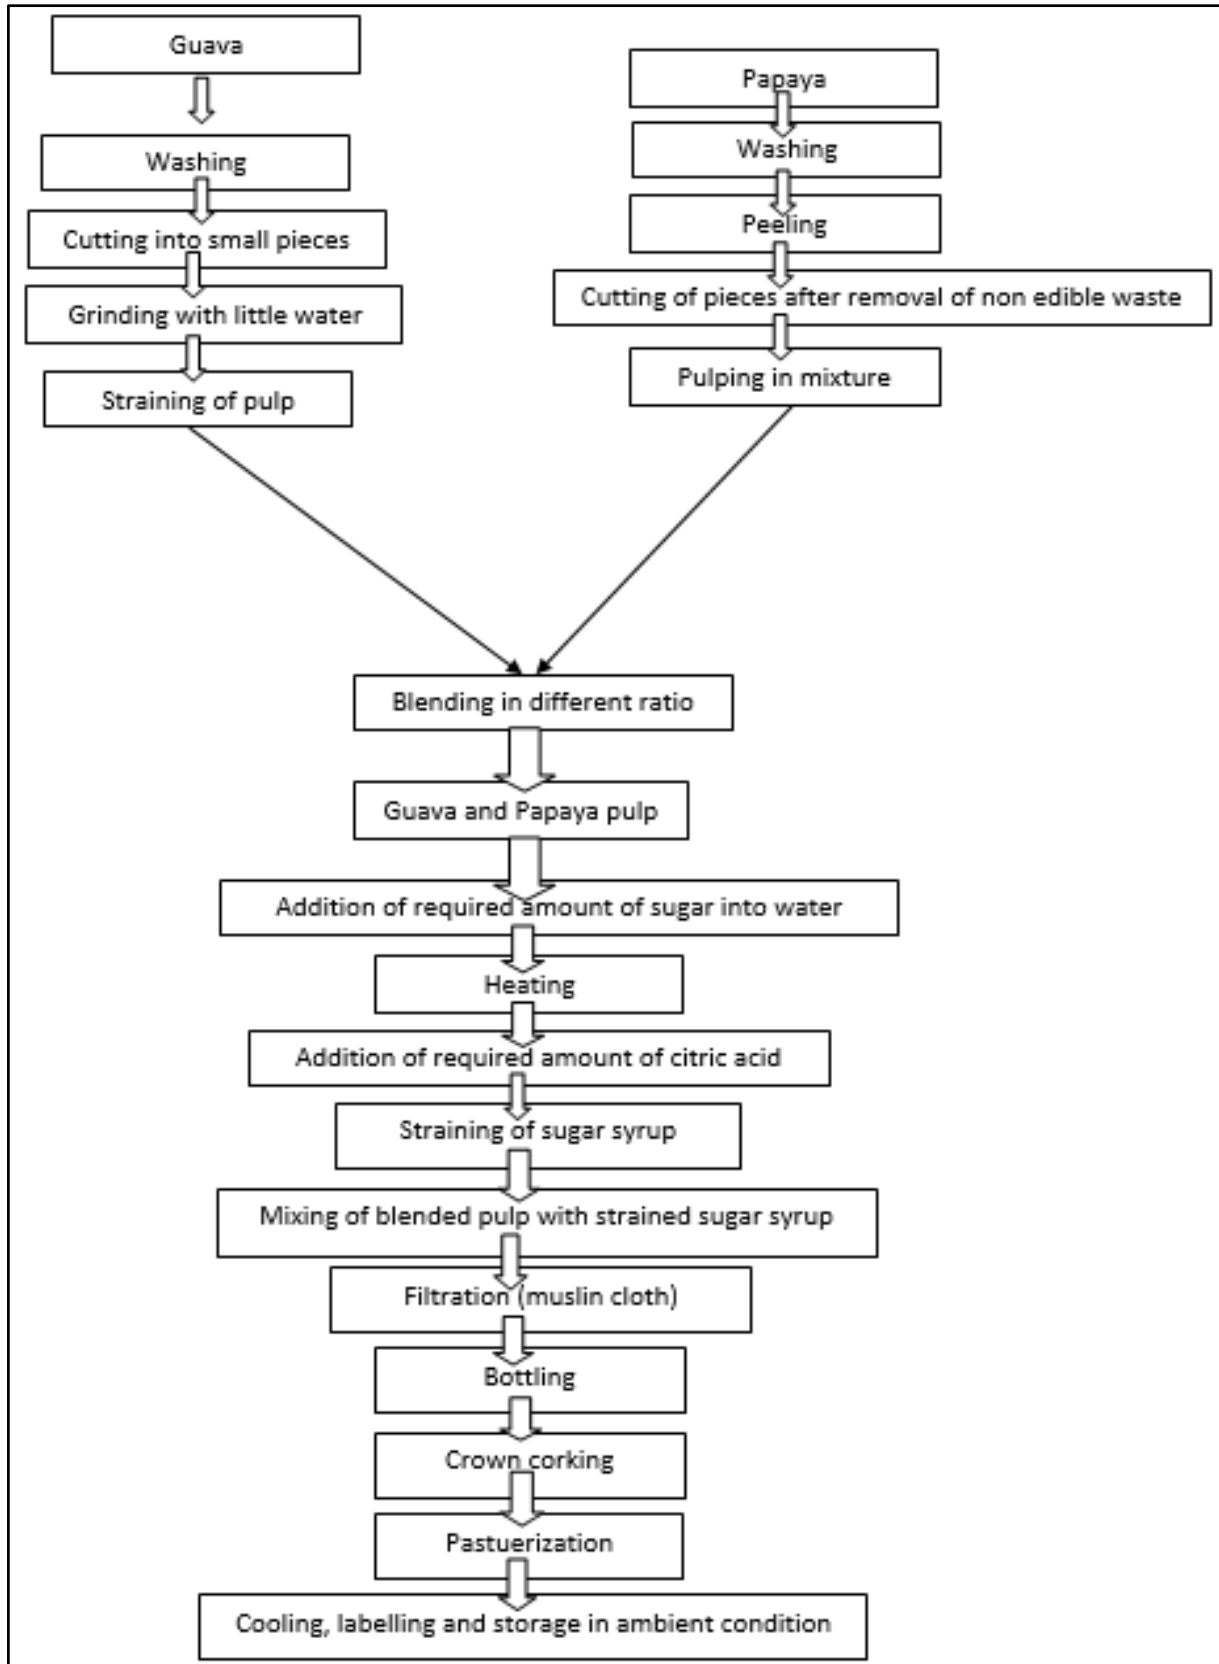 Guava
Washing
Cutting into small pieces
Grinding with little water
Straining of pulp
Papaya
Washing
Peeling
Cutting of pieces after removal of non edible waste
Pulping in mixture
Blending in different ratio
Guava and Papaya pulp
Addition of required amount of sugar into water
Heating
Addition of required amount of citric acid
Straining of sugar syrup
Mixing of blended pulp with strained sugar syrup
Filtration (muslin cloth)
Bottling
Crown corking
Pastuerization
Cooling, labelling and storage in ambient condition